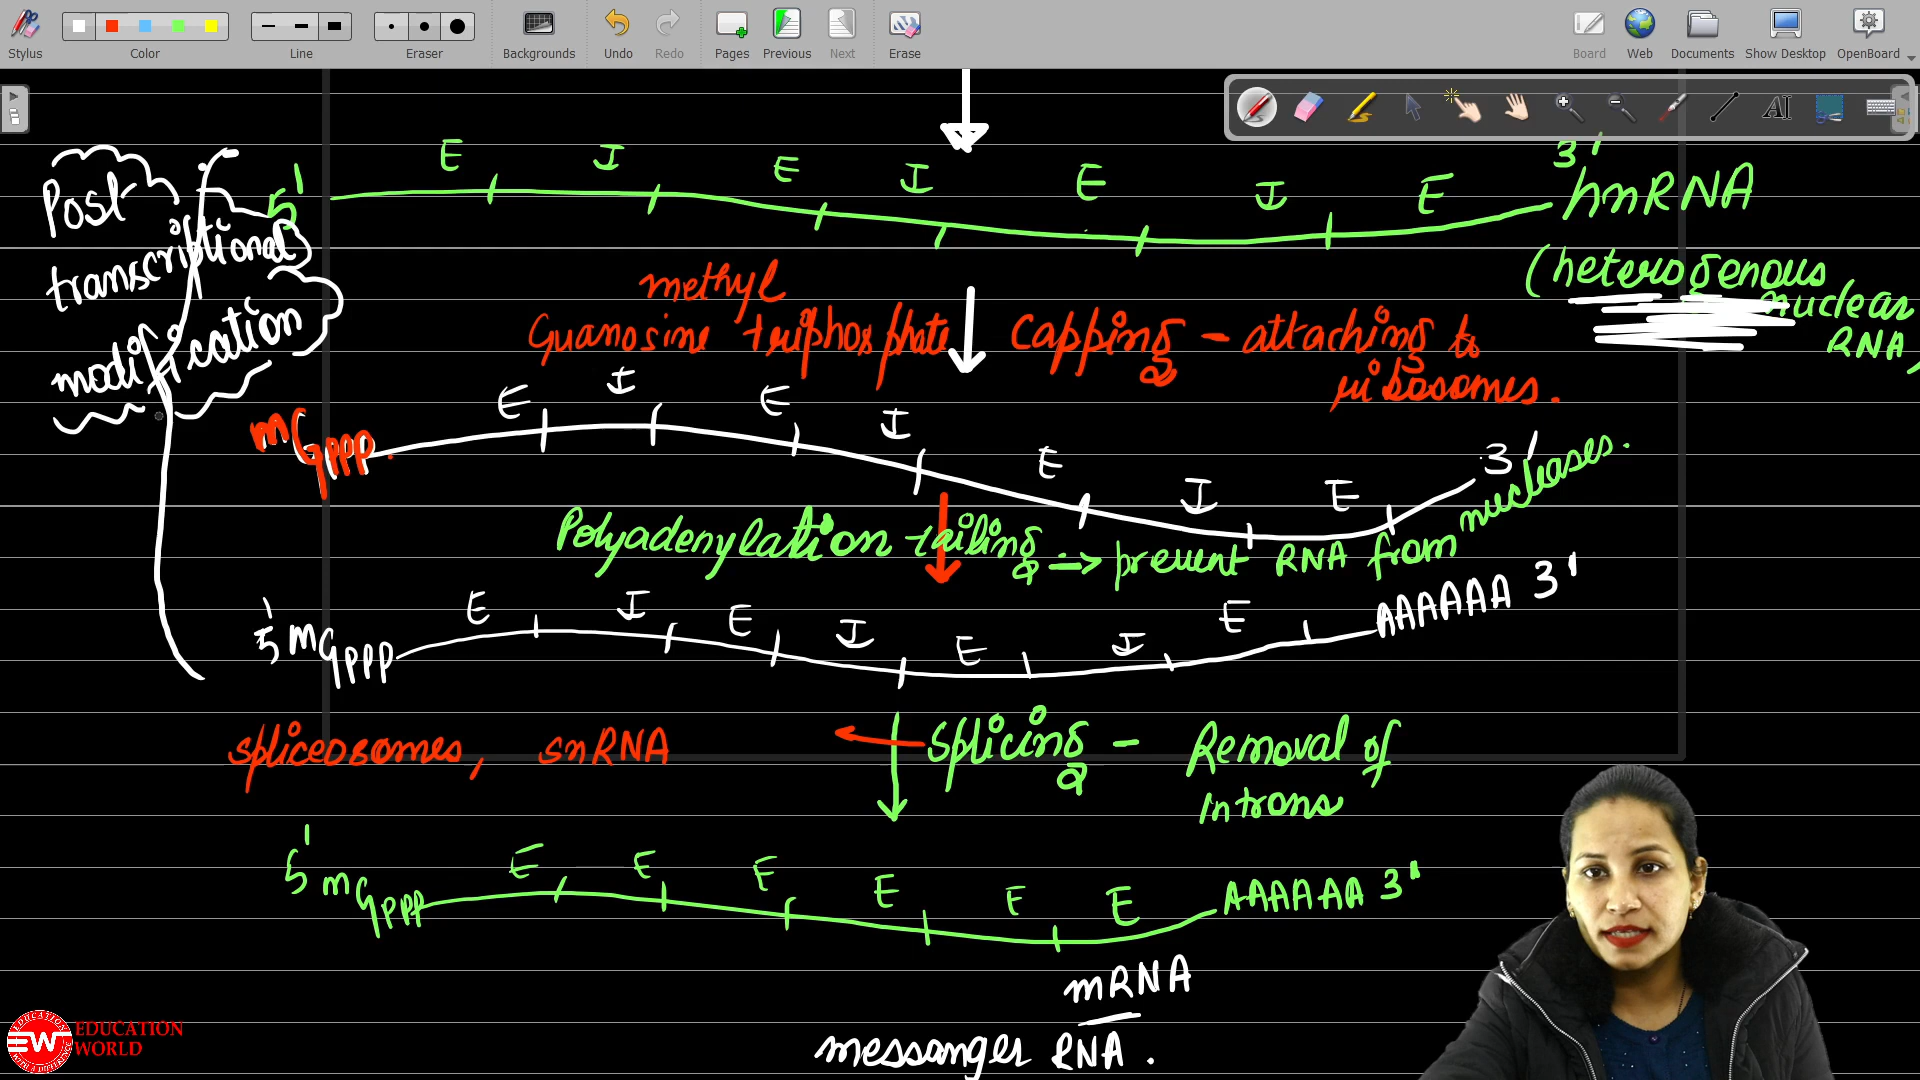 Stylus
Color
Line
Eraser
Backgrounds
Undo
Redo
Pages
Previous
Next
Erase
Board
Web
Documents
Show Desktop
OpenBoard
AI
Post
transcriptional
modification
5'
E I E I E I E
3'
hnRNA
(heterogenous
nuclear
RNA,
methyl
Guanosine triphosphate
Capping - attaching to
ribosomes.
mGppp.
E I E I E I E
3'
Polyadenylation tailing -> prevent RNA from nucleases.
5' mGppp
E I E I E I E
AAAAAA 3'
spliceosomes, snRNA
Splicing - Removal of
introns
5' mGppp
E E E E E E
AAAAAA 3'
mRNA
messanger RNA.
EW
EDUCATION
WORLD